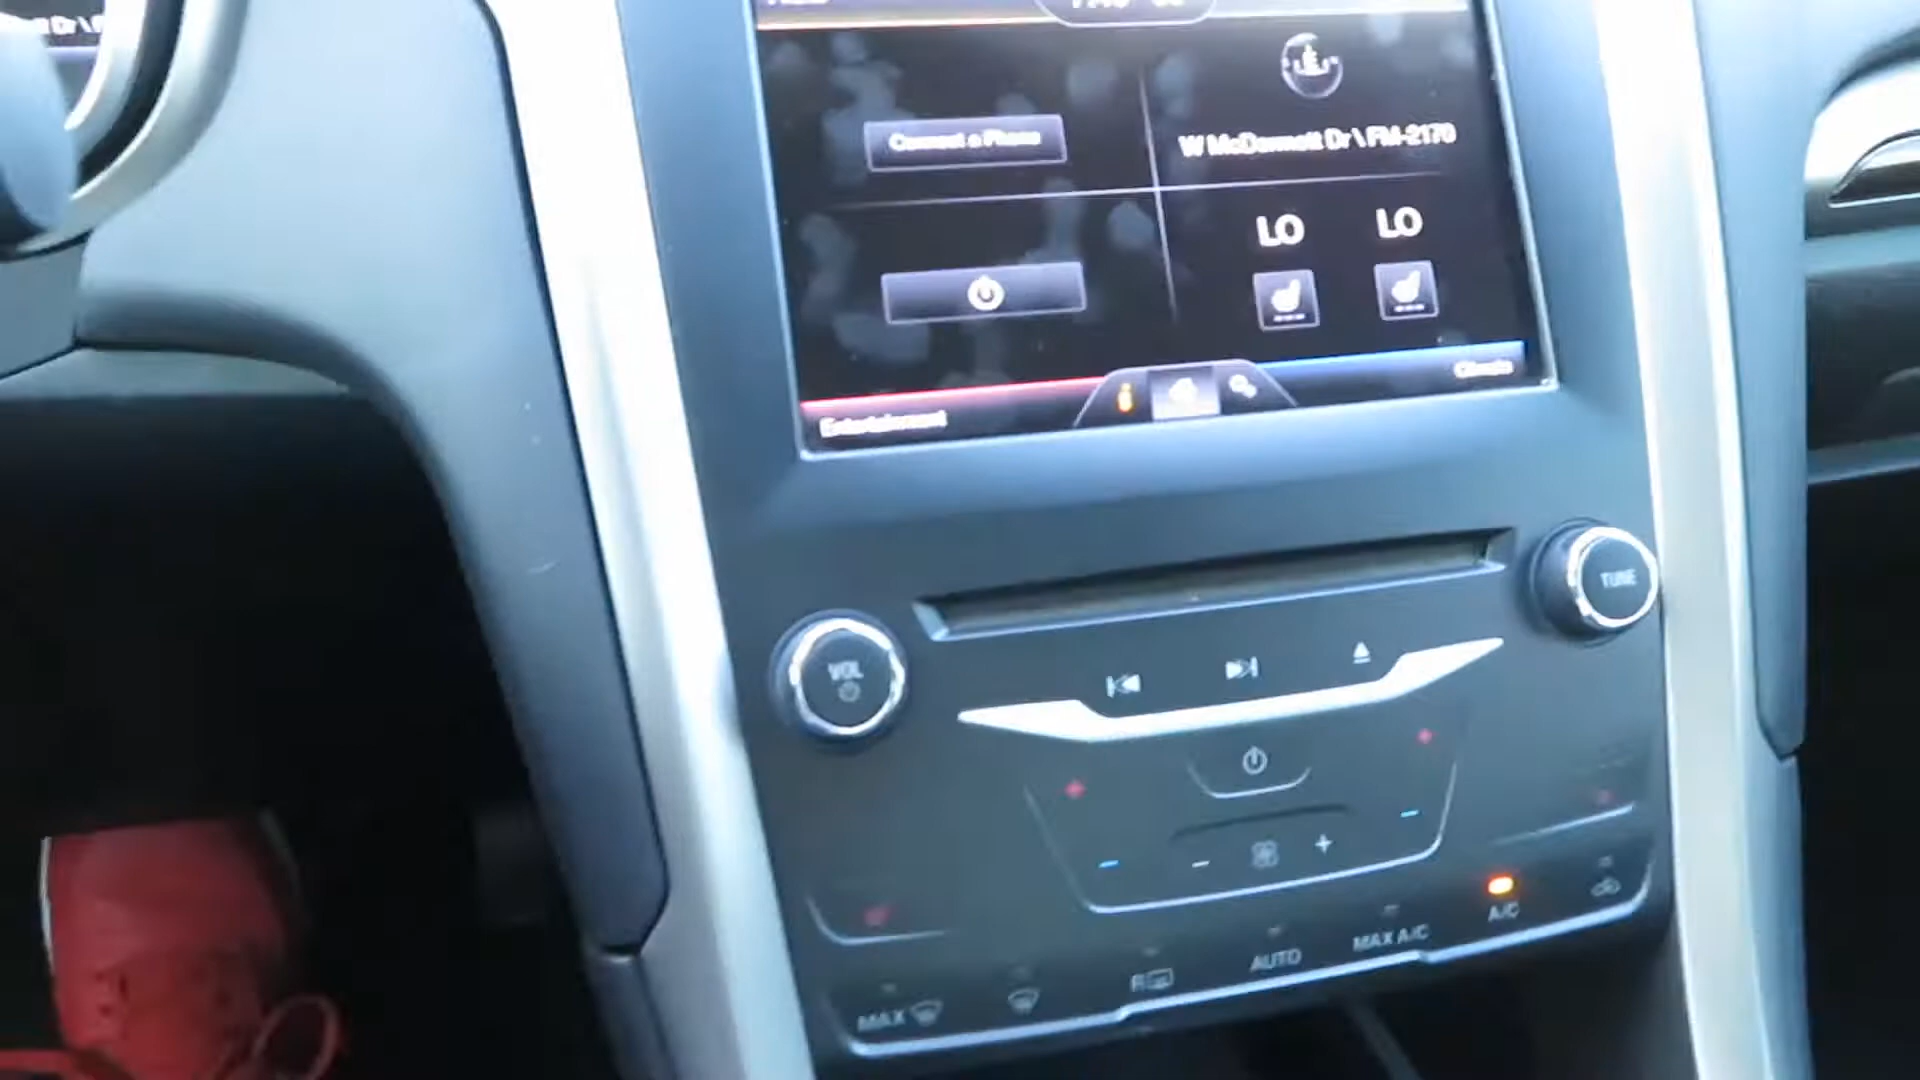 Connect a Phone
W McDermott Dr \ FM-2170
LO LO
Entertainment
Climate
VOL
TUNE
A/C
MAX A/C
AUTO
R
MAX